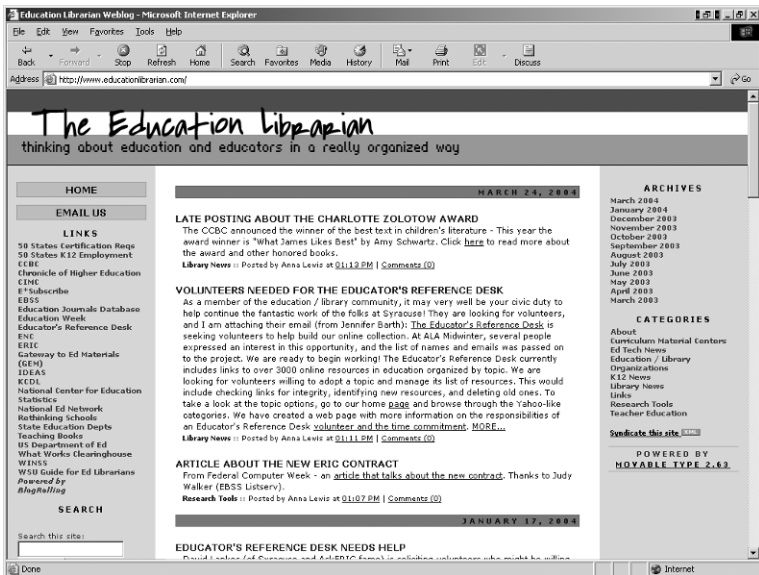 Education Librarian Weblog - Microsoft Internet Explorer
File Edit View Favorites Tools Help
Back Forward Stop Refresh Home Search Favorites Media History Mail Print Edit Discuss
Address http://www.educationlibrarian.com/ Go
The Education Librarian
thinking about education and educators in a really organized way
HOME
EMAIL US
LINKS
50 States Certification Reqs
50 States K12 Employment
CCBC
Chronicle of Higher Education
CIMC
E*Subscribe
EBSS
Education Journals Database
Education Week
Educator's Reference Desk
ENC
ERIC
Gateway to Ed Materials
(GEM)
IDEAS
KCDL
National Center for Education
Statistics
National Ed Network
Rethinking Schools
State Education Depts
Teaching Books
US Department of Ed
What Works Clearinghouse
WINSS
WSU Guide for Ed Librarians
Powered by
BlogRolling
SEARCH
Search this site:
MARCH 24, 2004
LATE POSTING ABOUT THE CHARLOTTE ZOLOTOW AWARD
The CCBC announced the winner of the best text in children's literature - This year the
award winner is "What James Likes Best" by Amy Schwartz. Click here to read more about
the award and other honored books.
Library News :: Posted by Anna Lewis at 01:13 PM | Comments (0)
VOLUNTEERS NEEDED FOR THE EDUCATOR'S REFERENCE DESK
As a member of the education / library community, it may very well be your civic duty to
help continue the fantastic work of the folks at Syracuse! They are looking for volunteers,
and I am attaching their email (from Jennifer Barth): The Educator's Reference Desk is
seeking volunteers to help build our online collection. At ALA Midwinter, several people
expressed an interest in this opportunity, and the list of names and emails was passed on
to the project. We are ready to begin working! The Educator's Reference Desk currently
includes links to over 3000 online resources in education organized by topic. We are
looking for volunteers willing to adopt a topic and manage its list of resources. This would
include checking links for integrity, identifying new resources, and deleting old ones. To
take a look at the topic options, go to our home page and browse through the Yahoo-like
categories. We have created a web page with more information on the responsibilities of
an Educator's Reference Desk volunteer and the time commitment. MORE...
Library News :: Posted by Anna Lewis at 01:11 PM | Comments (0)
ARTICLE ABOUT THE NEW ERIC CONTRACT
From Federal Computer Week - an article that talks about the new contract. Thanks to Judy
Walker (EBSS Listserv).
Research Tools :: Posted by Anna Lewis at 01:07 PM | Comments (0)
JANUARY 17, 2004
EDUCATOR'S REFERENCE DESK NEEDS HELP
David Lankes (of Syracuse and AskERIC fame) is soliciting volunteers who might be willing
ARCHIVES
March 2004
January 2004
December 2003
November 2003
October 2003
September 2003
August 2003
July 2003
June 2003
May 2003
April 2003
March 2003
CATEGORIES
About
Curriculum Material Centers
Ed Tech News
Education / Library
Organizations
K12 News
Library News
Links
Research Tools
Teacher Education
Syndicate this site XML
POWERED BY
MOVABLE TYPE 2.63
Done Internet